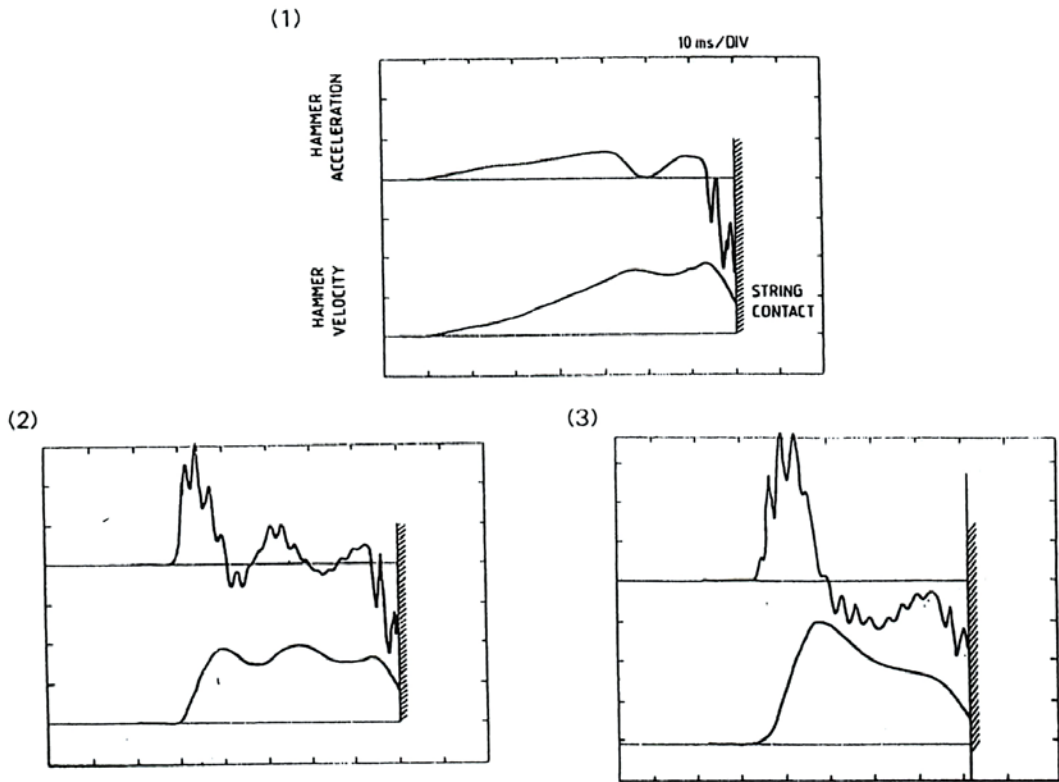 (1)
10 ms/DIV
HAMMER
ACCELERATION
HAMMER
VELOCITY
STRING
CONTACT
(2)
(3)